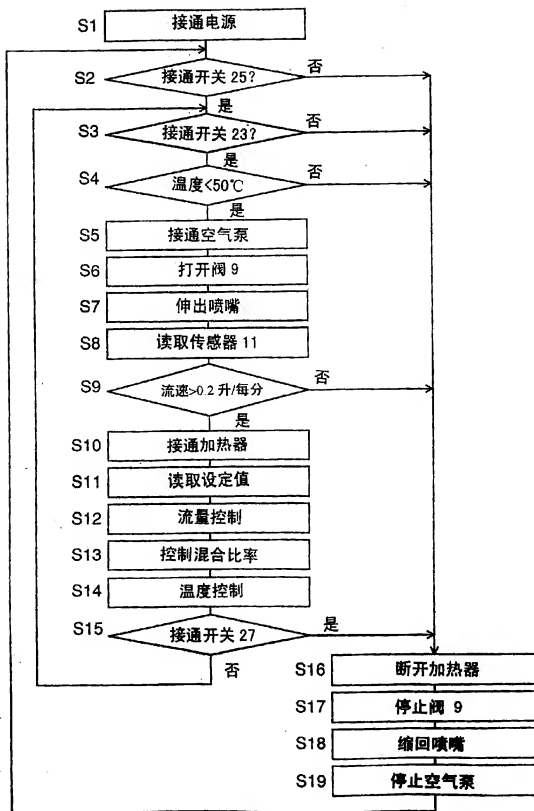 S1 接通电源
S2 接通开关 25? 否
是
S3 接通开关 23? 否
是
S4 温度<50℃ 否
是
S5 接通空气泵
S6 打开阀 9
S7 伸出喷嘴
S8 读取传感器 11
S9 流速>0.2 升/每分 否
是
S10 接通加热器
S11 读取设定值
S12 流量控制
S13 控制混合比率
S14 温度控制
S15 接通开关 27 是
否
S16 断开加热器
S17 停止阀 9
S18 缩回喷嘴
S19 停止空气泵